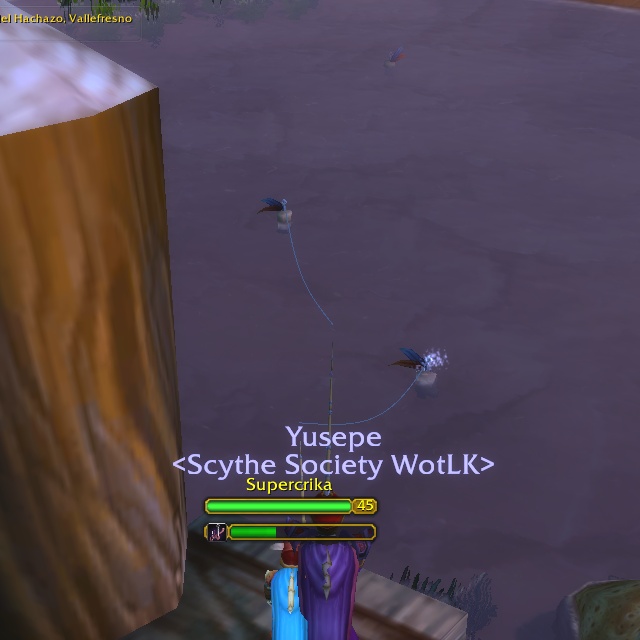 el Hachazo, Vallefresno
Yusepe
<Scythe Society WotLK>
Supercrika
45